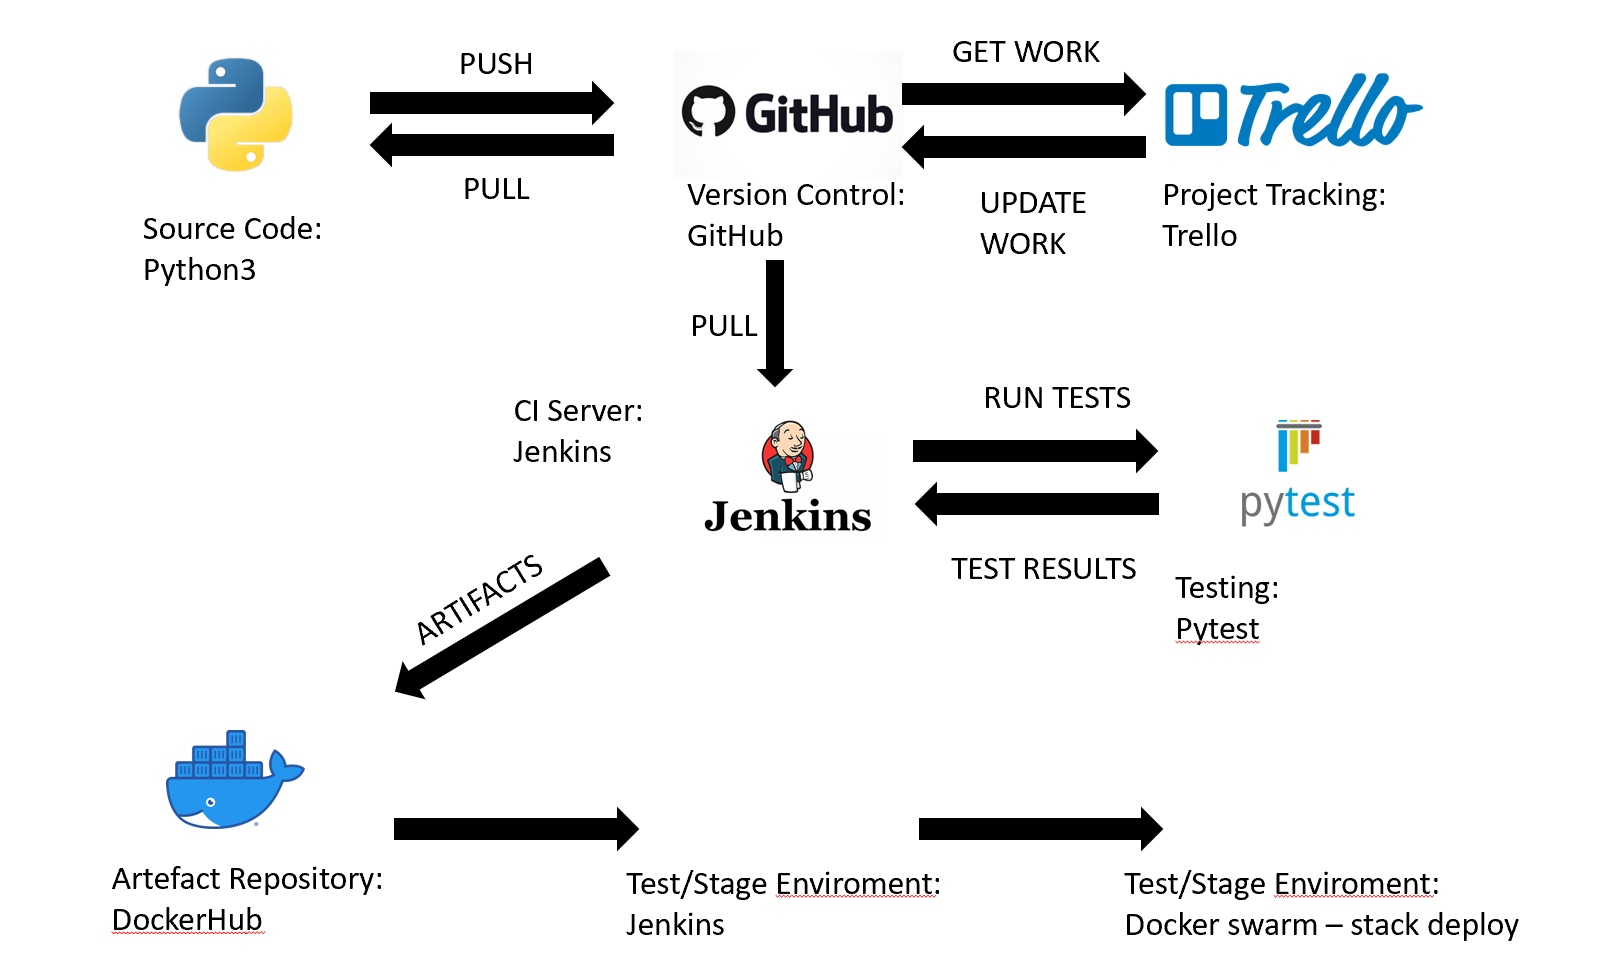 PUSH
GET WORK
GitHub
Trello
PULL
Source Code:
Python3
Version Control:
GitHub
UPDATE
WORK
Project Tracking:
Trello
PULL
CI Server:
Jenkins
RUN TESTS
Jenkins
pytest
TEST RESULTS
Testing:
Pytest
ARTIFACTS
Artefact Repository:
DockerHub
Test/Stage Enviroment:
Jenkins
Test/Stage Enviroment:
Docker swarm – stack deploy